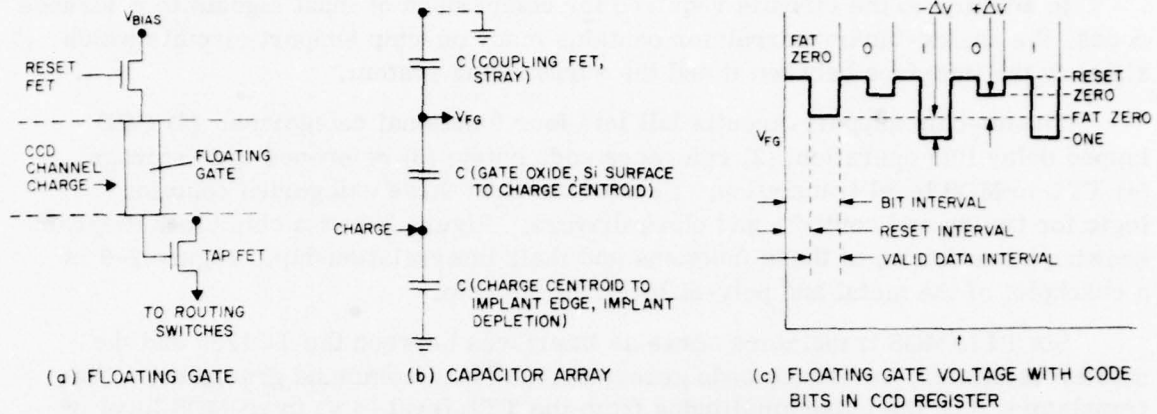 VBIAS
RESET
FET
CCD
CHANNEL
CHARGE
FLOATING
GATE
TAP FET
TO ROUTING
SWITCHES
(a) FLOATING GATE
C (COUPLING FET,
STRAY)
VFG
C (GATE OXIDE, Si SURFACE
TO CHARGE CENTROID)
CHARGE
C (CHARGE CENTROID TO
IMPLANT EDGE, IMPLANT
DEPLETION)
(b) CAPACITOR ARRAY
-ΔV +ΔV
FAT
ZERO 0 1 0 1
RESET
ZERO
FAT ZERO
ONE
VFG
BIT INTERVAL
RESET INTERVAL
VALID DATA INTERVAL
t
(c) FLOATING GATE VOLTAGE WITH CODE
BITS IN CCD REGISTER